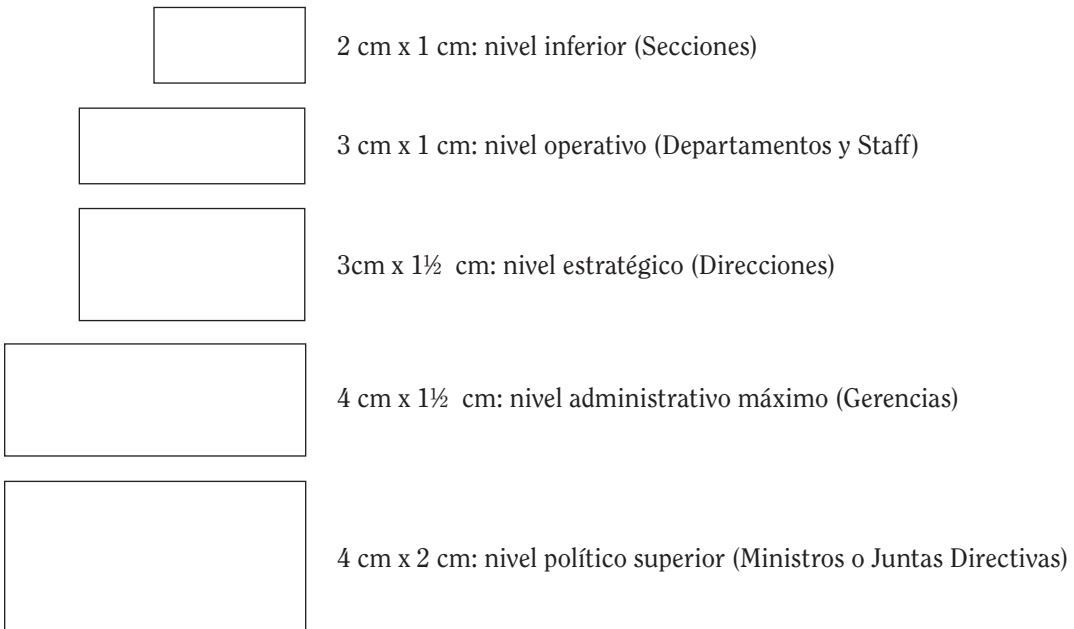 2 cm x 1 cm: nivel inferior (Secciones)
3 cm x 1 cm: nivel operativo (Departamentos y Staff)
3cm x 1½ cm: nivel estratégico (Direcciones)
4 cm x 1½ cm: nivel administrativo máximo (Gerencias)
4 cm x 2 cm: nivel político superior (Ministros o Juntas Directivas)